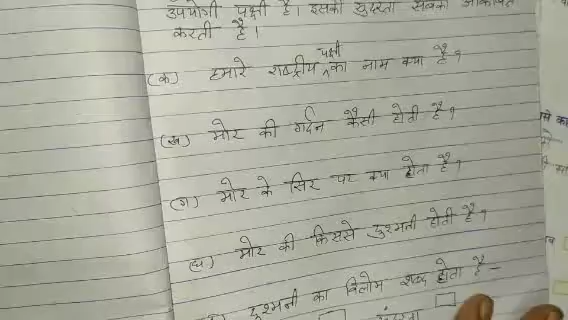 उपयोगी पक्षी है। इसकी सुंदरता सबको आकर्षित
करती है।
(क) हमारे राष्ट्रीय पक्षी का नाम क्या है?
(ख) मोर की गर्दन कैसी होती है?
(ग) मोर के सिर पर क्या होता है?
(घ) मोर की किससे दुश्मनी होती है?
दुश्मनी का विलोम शब्द होता है –